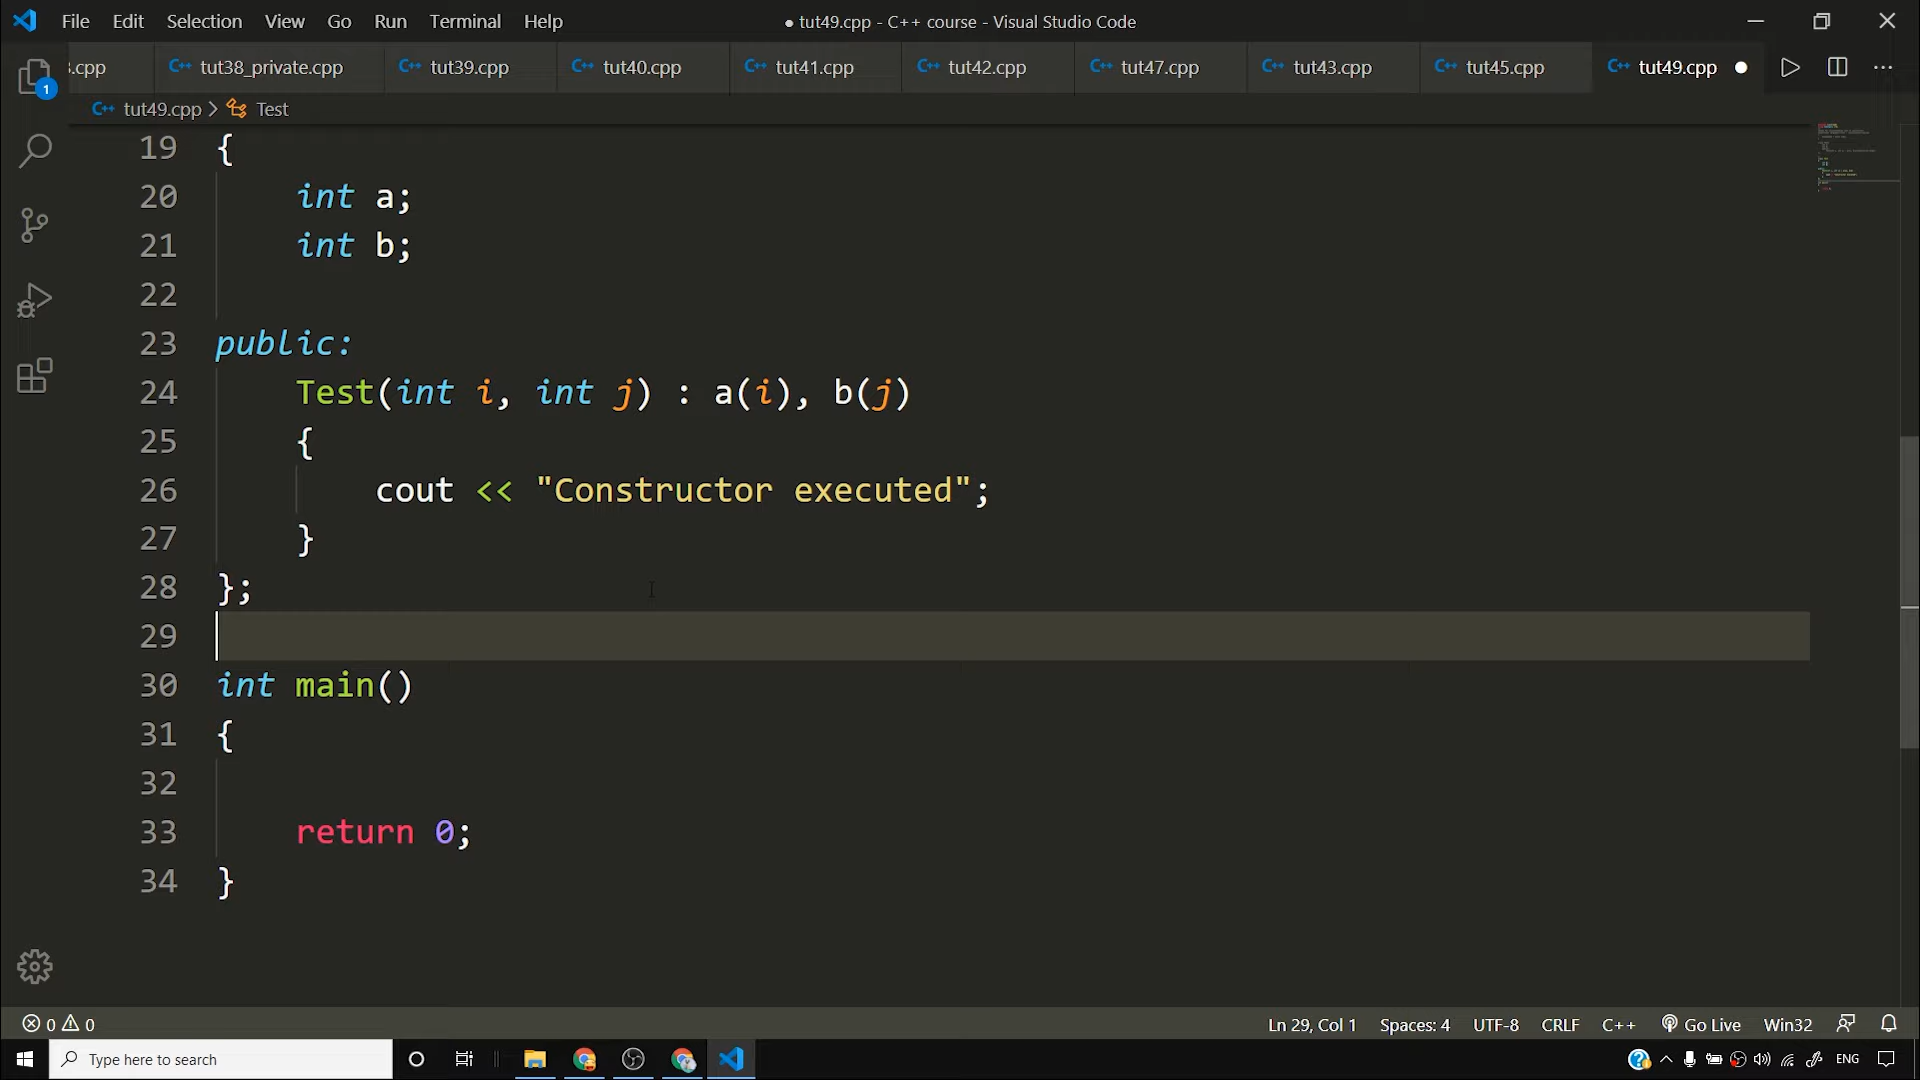 File Edit Selection View Go Run Terminal Help ● tut49.cpp - C++ course - Visual Studio Code
3.cpp tut38_private.cpp tut39.cpp tut40.cpp tut41.cpp tut42.cpp tut47.cpp tut43.cpp tut45.cpp tut49.cpp
tut49.cpp > Test
19 {
20 int a;
21 int b;
22
23 public:
24 Test(int i, int j) : a(i), b(j)
25 {
26 cout << "Constructor executed";
27 }
28 };
29
30 int main()
31 {
32
33 return 0;
34 }
0 0 Ln 29, Col 1 Spaces: 4 UTF-8 CRLF C++ Go Live Win32
Type here to search ENG